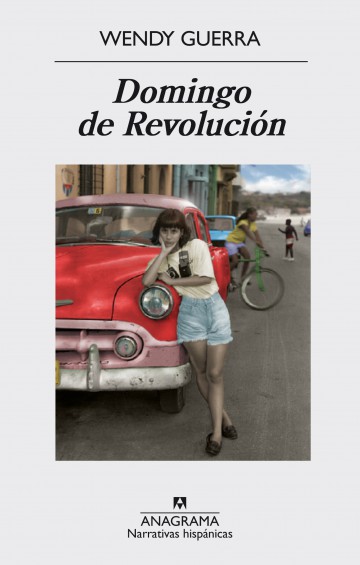 WENDY GUERRA
Domingo
de Revolución
ANAGRAMA
Narrativas hispánicas